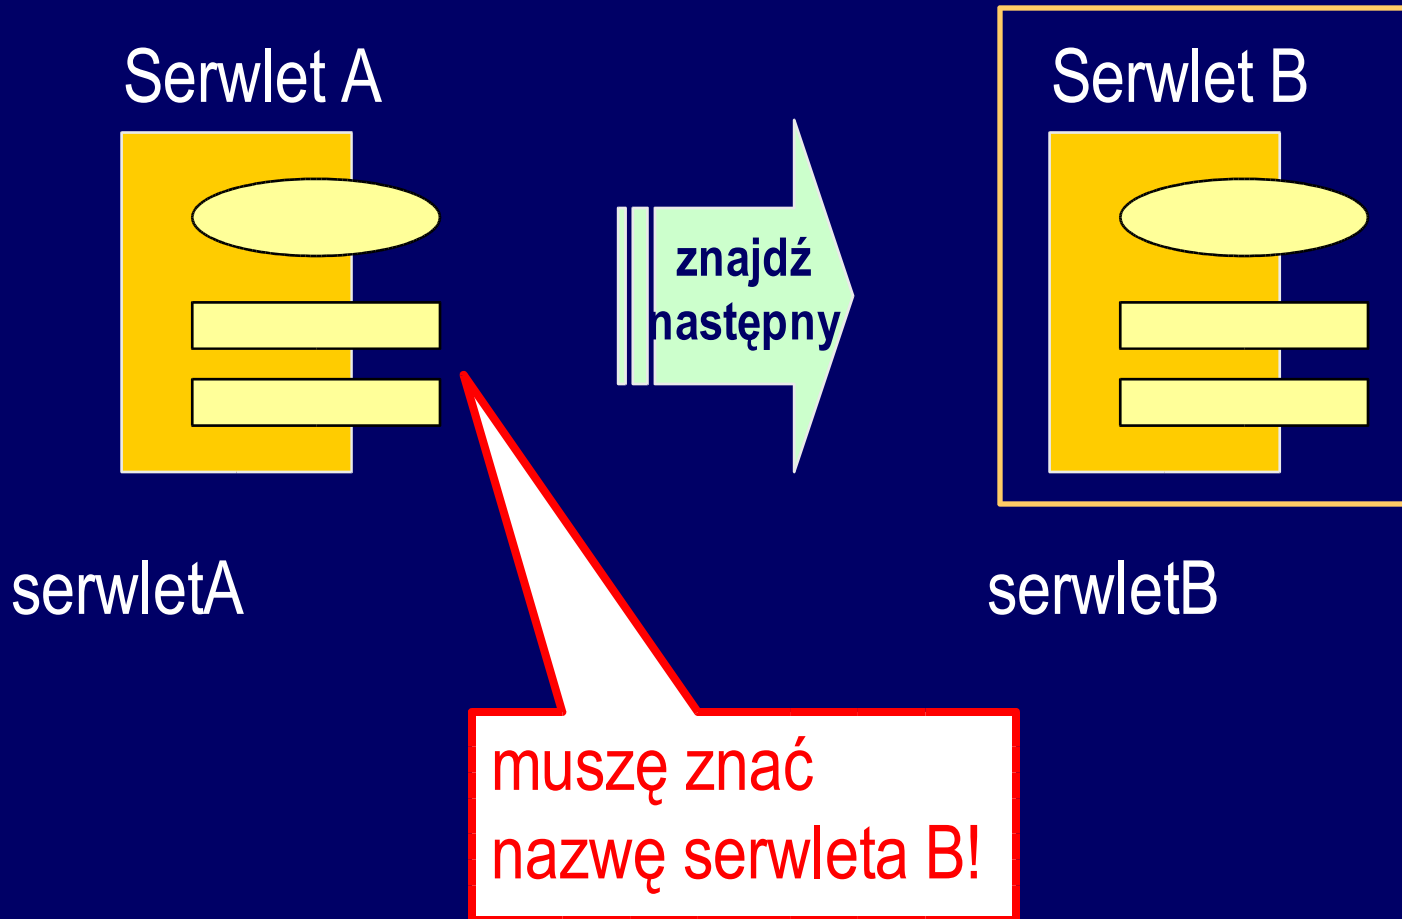 Serwlet A
Serwlet B
znajdź
następny
serwletA
serwletB
muszę znać
nazwę serwleta B!